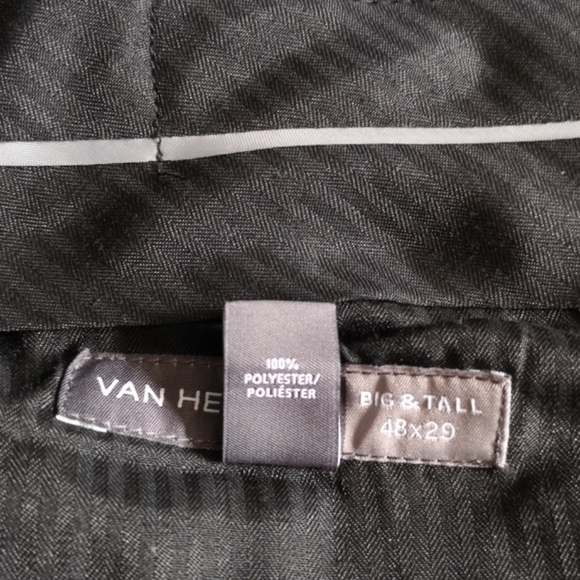 100%
POLYESTER/
POLIÉSTER
VAN HE
BIG & TALL
48x29